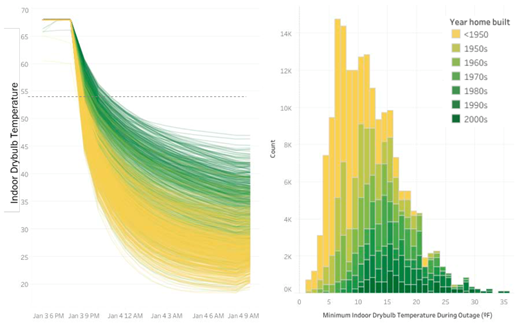 70
65
60
55
50
45
40
35
30
25
20
Indoor Drybulb Temperature
Jan 3 6 PM Jan 3 9 PM Jan 4 12 AM Jan 4 3 AM Jan 4 6 AM Jan 4 9 AM
Year home built
<1950
1950s
1960s
1970s
1980s
1990s
2000s
14K
12K
10K
8K
6K
4K
2K
0K
Count
0 5 10 15 20 25 30 35
Minimum Indoor Drybulb Temperature During Outage (ºF)